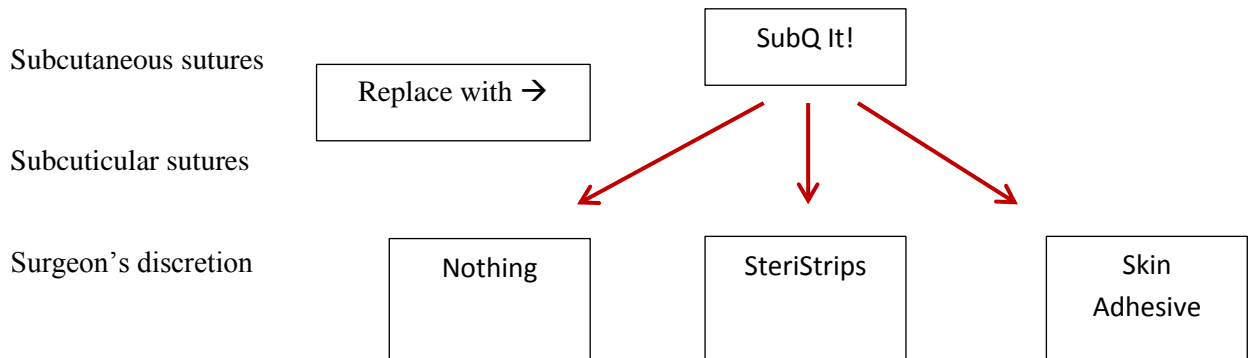 SubQ It!
Subcutaneous sutures
Replace with →
Subcuticular sutures
Surgeon’s discretion
Nothing
SteriStrips
Skin
Adhesive